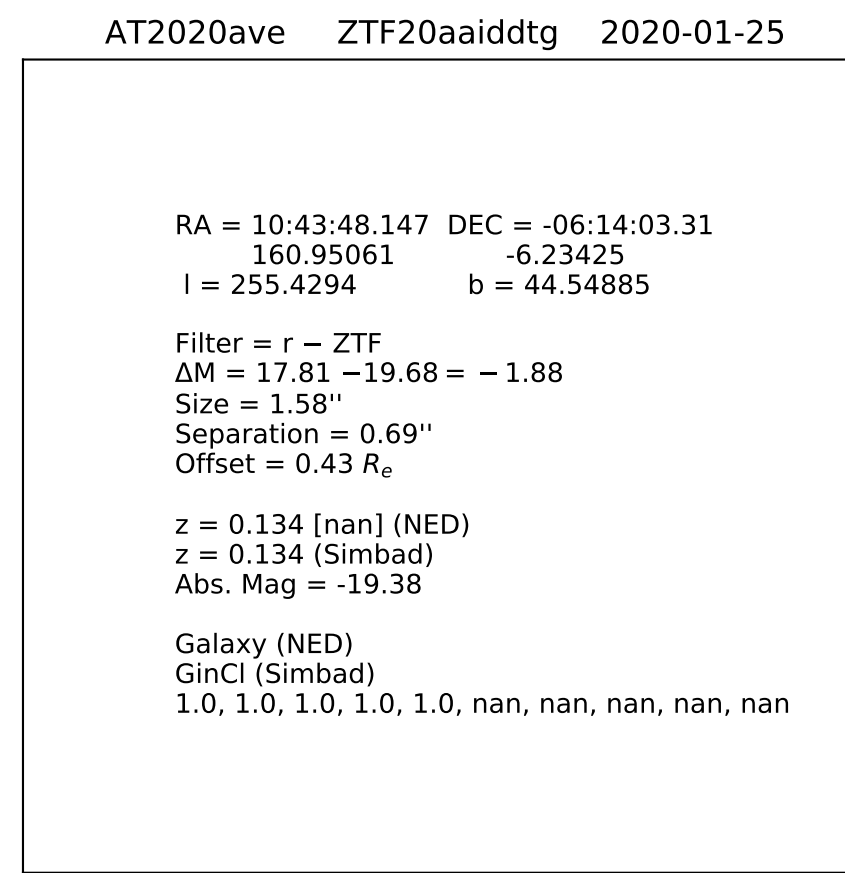 AT2020ave ZTF20aaiddtg 2020-01-25
RA = 10:43:48.147 DEC = -06:14:03.31
160.95061 -6.23425
l = 255.4294 b = 44.54885
Filter = r − ZTF
ΔM = 17.81 −19.68 = − 1.88
Size = 1.58''
Separation = 0.69''
Offset = 0.43 Rₑ
z = 0.134 [nan] (NED)
z = 0.134 (Simbad)
Abs. Mag = -19.38
Galaxy (NED)
GinCl (Simbad)
1.0, 1.0, 1.0, 1.0, 1.0, nan, nan, nan, nan, nan